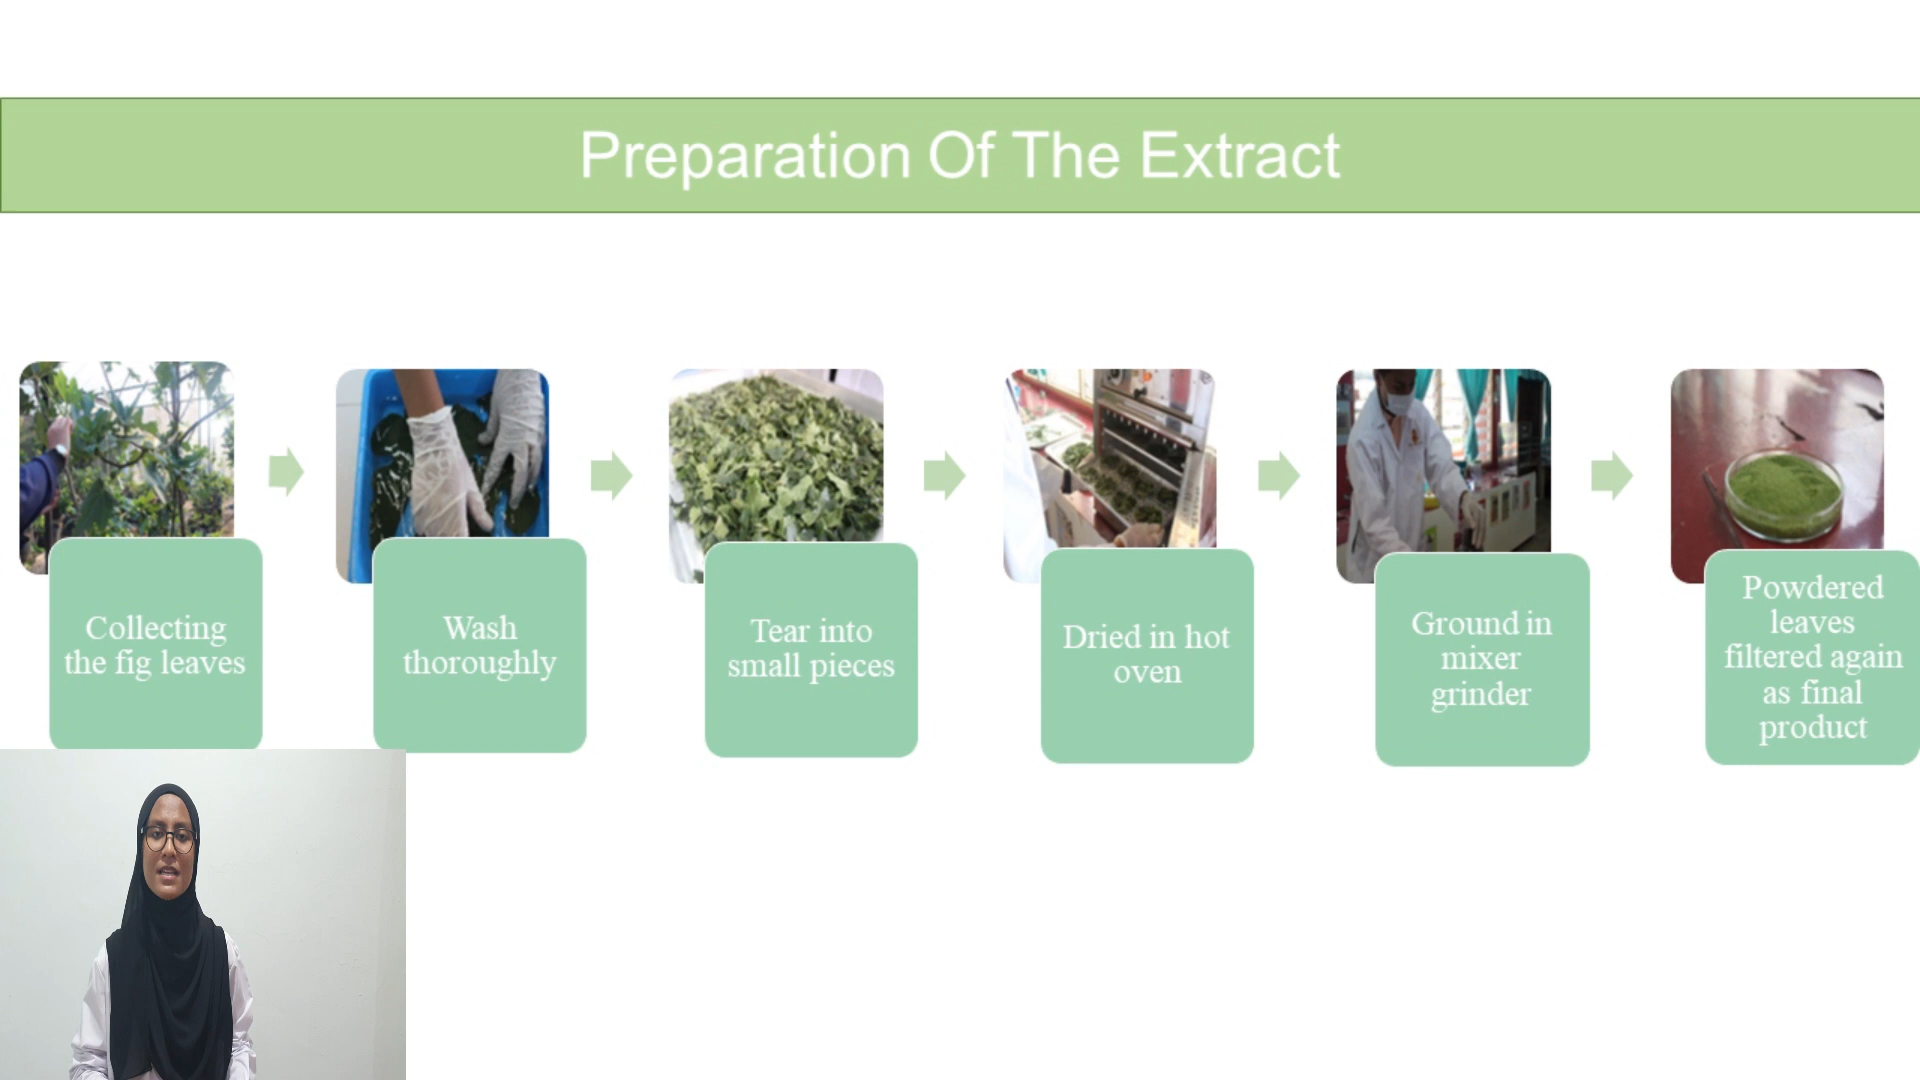 Preparation Of The Extract
Collecting
the fig leaves
Wash
thoroughly
Tear into
small pieces
Dried in hot
oven
Ground in
mixer
grinder
Powdered
leaves
filtered again
as final
product